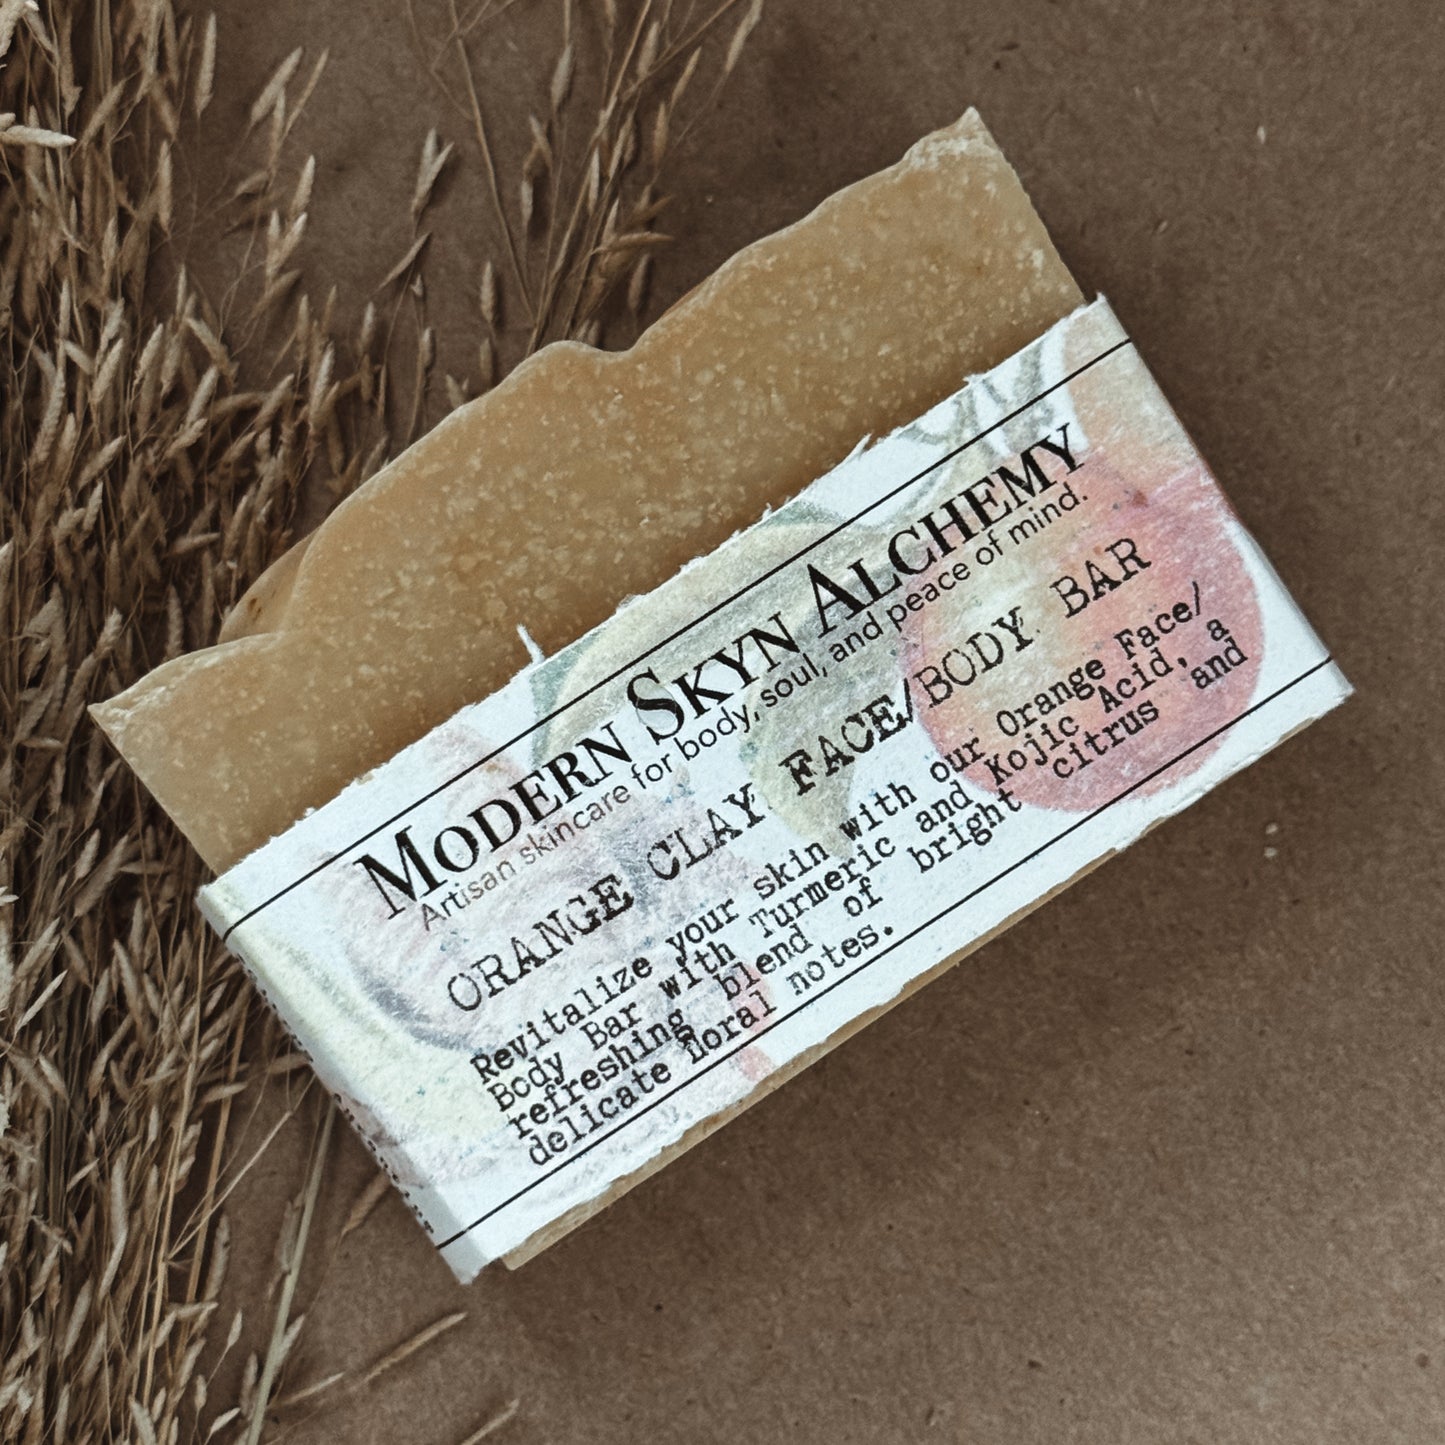 MODERN SKYN ALCHEMY
Artisan skincare for body, soul, and peace of mind.
ORANGE CLAY FACE/BODY BAR
Revitalize your skin with our Orange Face/
Body Bar with Turmeric and Kojic Acid, a
refreshing blend of bright citrus and
delicate loral notes.